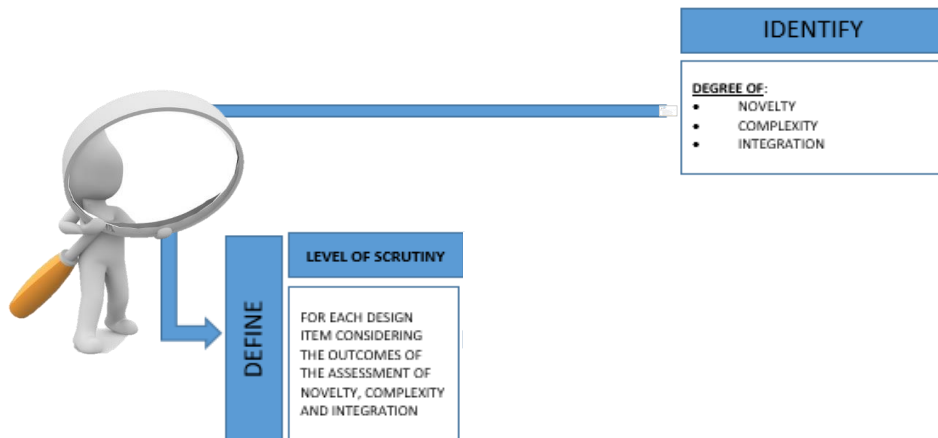 IDENTIFY
DEGREE OF:
• NOVELTY
• COMPLEXITY
• INTEGRATION
DEFINE
LEVEL OF SCRUTINY
FOR EACH DESIGN
ITEM CONSIDERING
THE OUTCOMES OF
THE ASSESSMENT OF
NOVELTY, COMPLEXITY
AND INTEGRATION